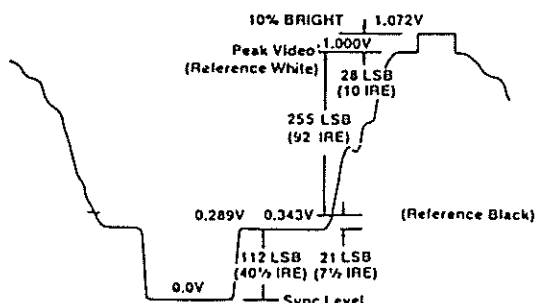 10% BRIGHT 1.072V
Peak Video 1.000V
(Reference White)
28 LSB
(10 IRE)
255 LSB
(92 IRE)
0.289V 0.343V (Reference Black)
112 LSB 21 LSB
(40½ IRE) (7½ IRE)
0.0V
Sync Level